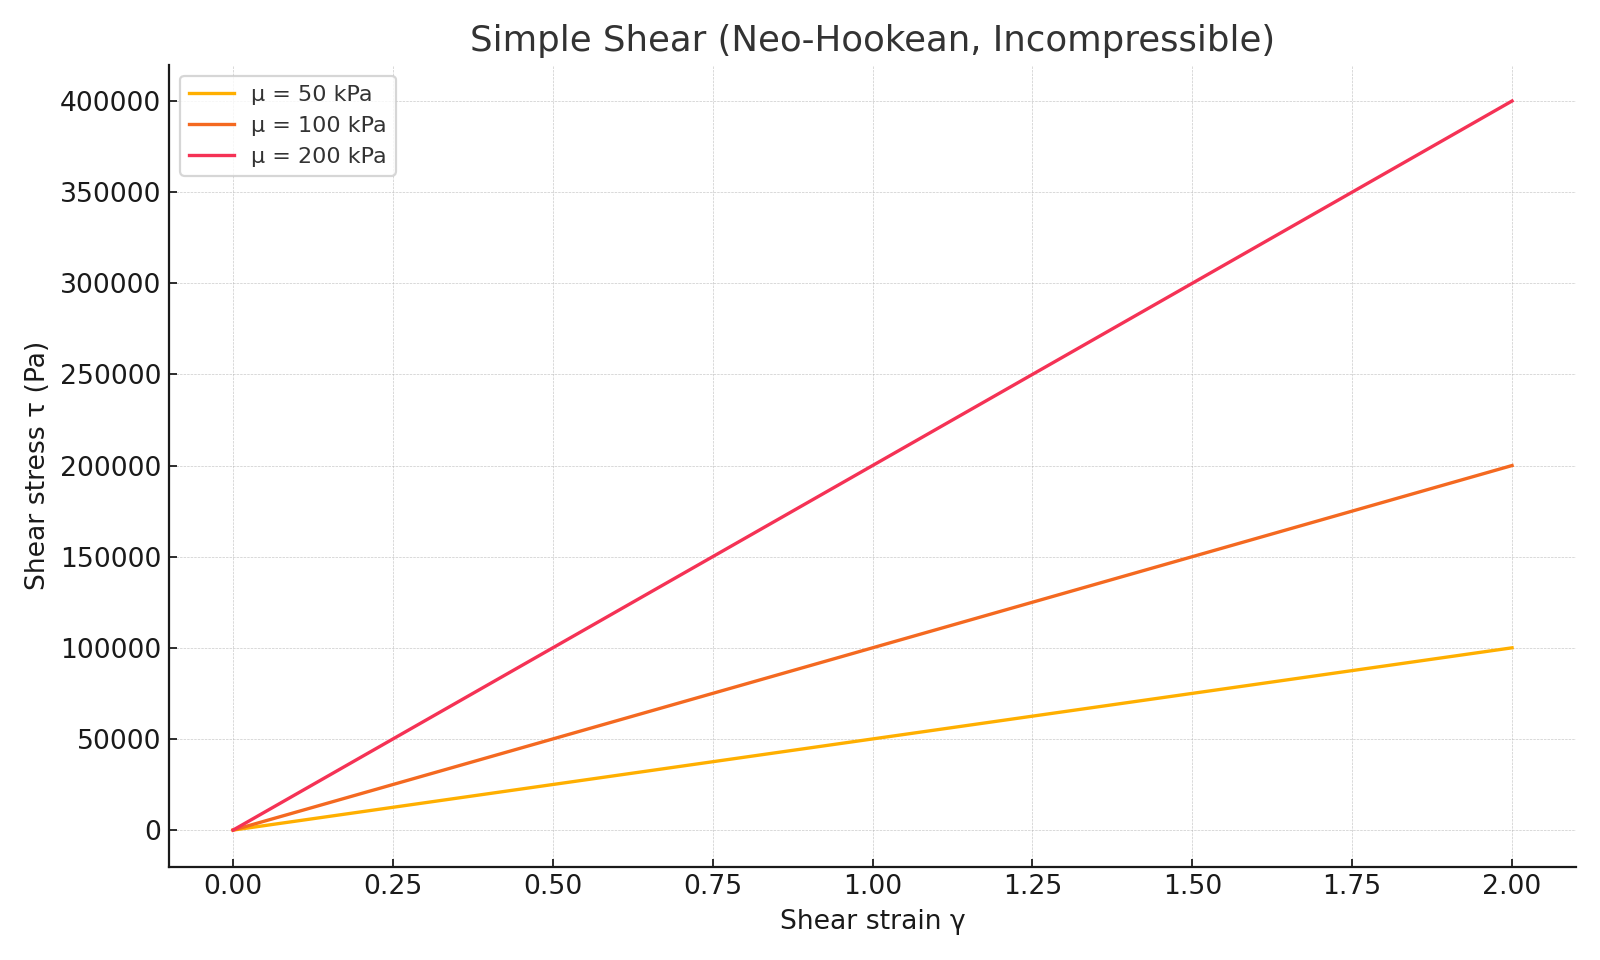 Simple Shear (Neo-Hookean, Incompressible)
μ = 50 kPa
μ = 100 kPa
μ = 200 kPa
Shear stress τ (Pa)
400000
350000
300000
250000
200000
150000
100000
50000
0
0.00 0.25 0.50 0.75 1.00 1.25 1.50 1.75 2.00
Shear strain γ